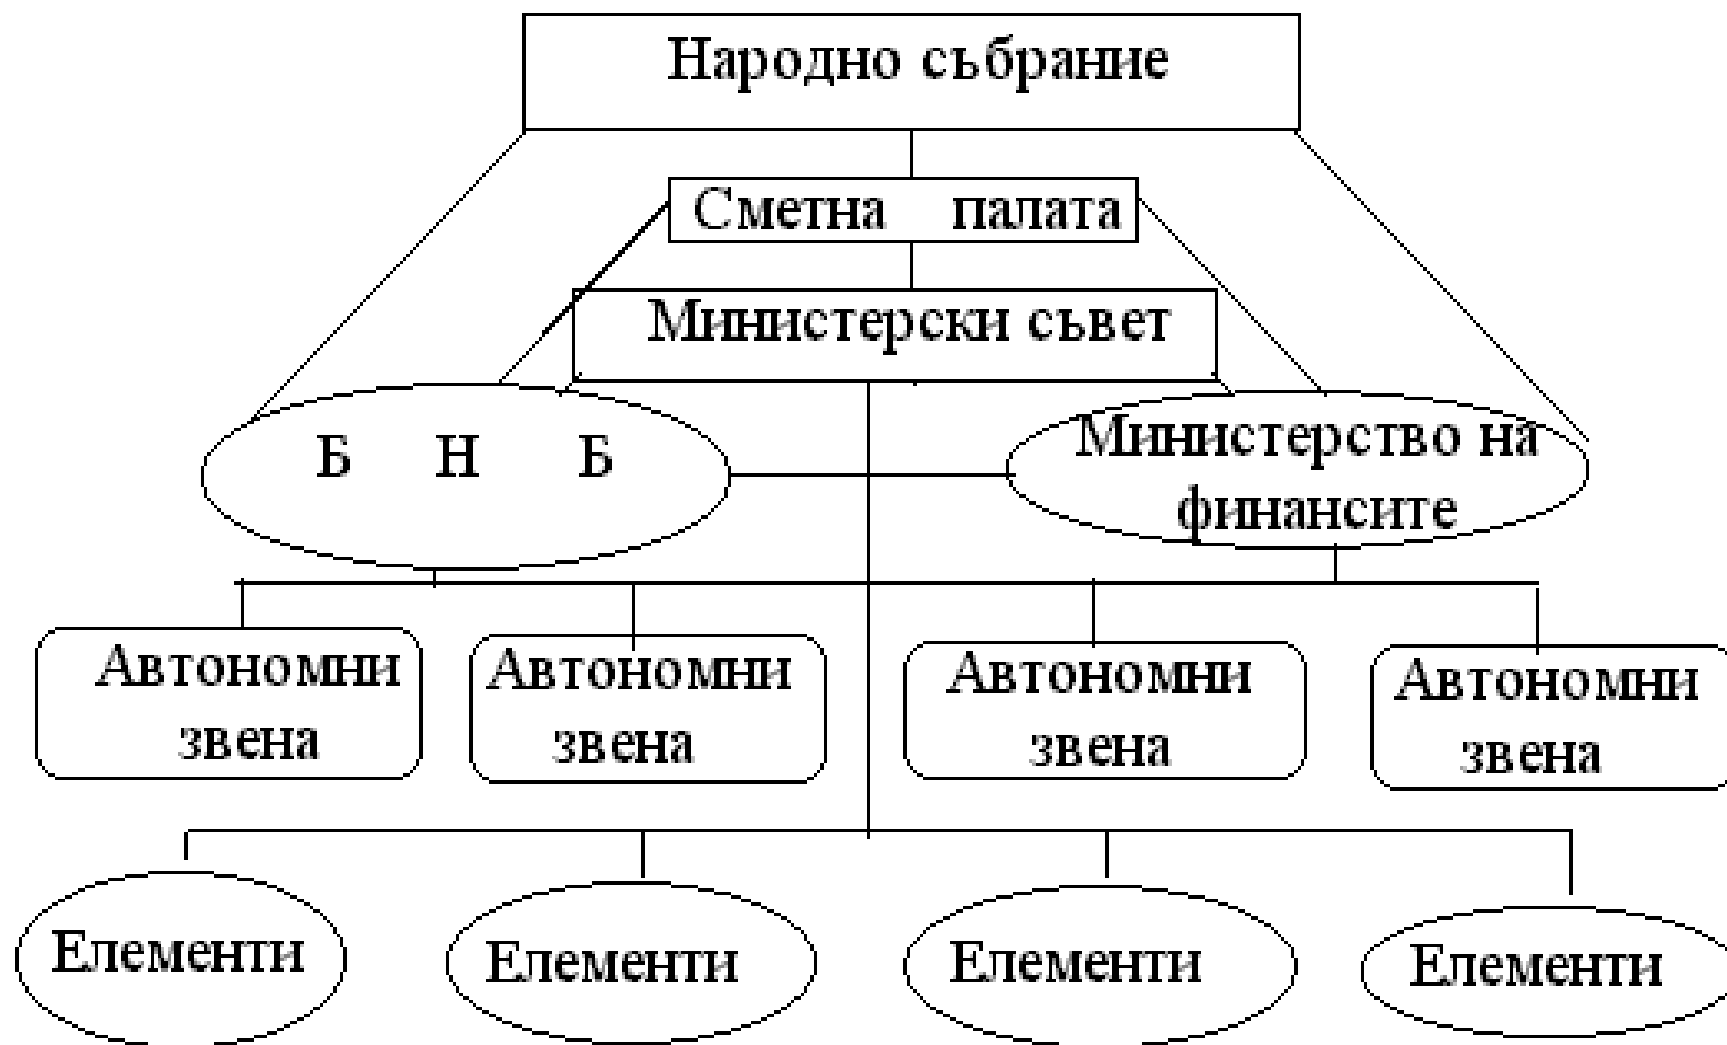 Народно събрание
Сметна палата
Министерски съвет
Б Н Б
Министерство на
финансите
Автономни
звена
Автономни
звена
Автономни
звена
Автономни
звена
Елементи
Елементи
Елементи
Елементи